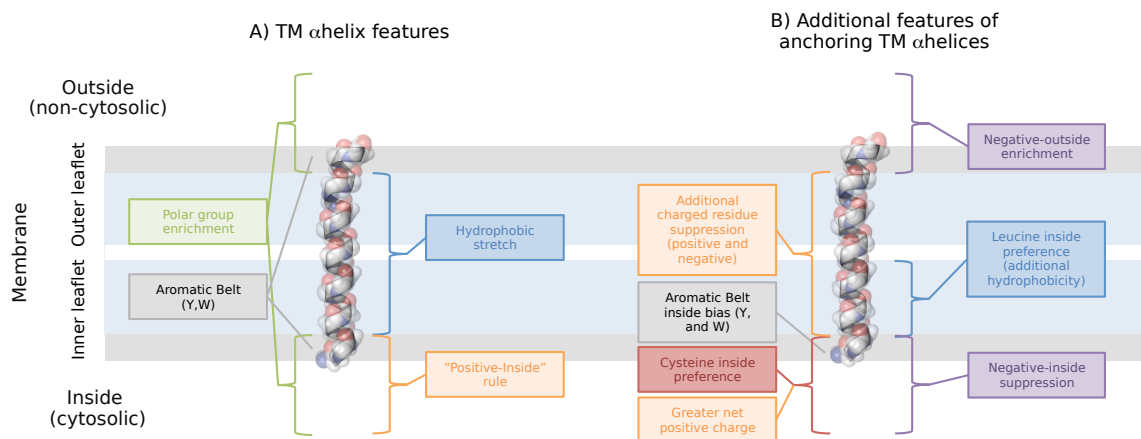 A) TM αhelix features
B) Additional features of
anchoring TM αhelices
Outside
(non-cytosolic)
Membrane
Outer leaflet
Inner leaflet
Inside
(cytosolic)
Polar group
enrichment
Aromatic Belt
(Y,W)
Hydrophobic
stretch
“Positive-Inside”
rule
Additional
charged residue
suppression
(positive and
negative)
Aromatic Belt
inside bias (Y,
and W)
Cysteine inside
preference
Greater net
positive charge
Negative-outside
enrichment
Leucine inside
preference
(additional
hydrophobicity)
Negative-inside
suppression